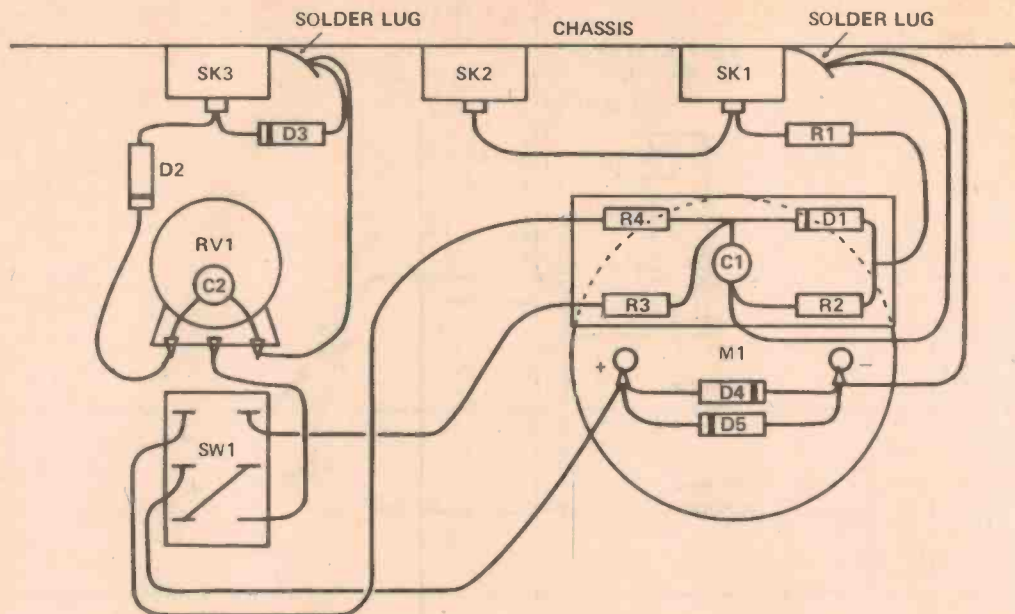 SOLDER LUG
CHASSIS
SOLDER LUG
SK3
SK2
SK1
D3
R1
D2
RV1
C2
R4
D1
C1
R3
R2
M1
+
−
D4
D5
SW1